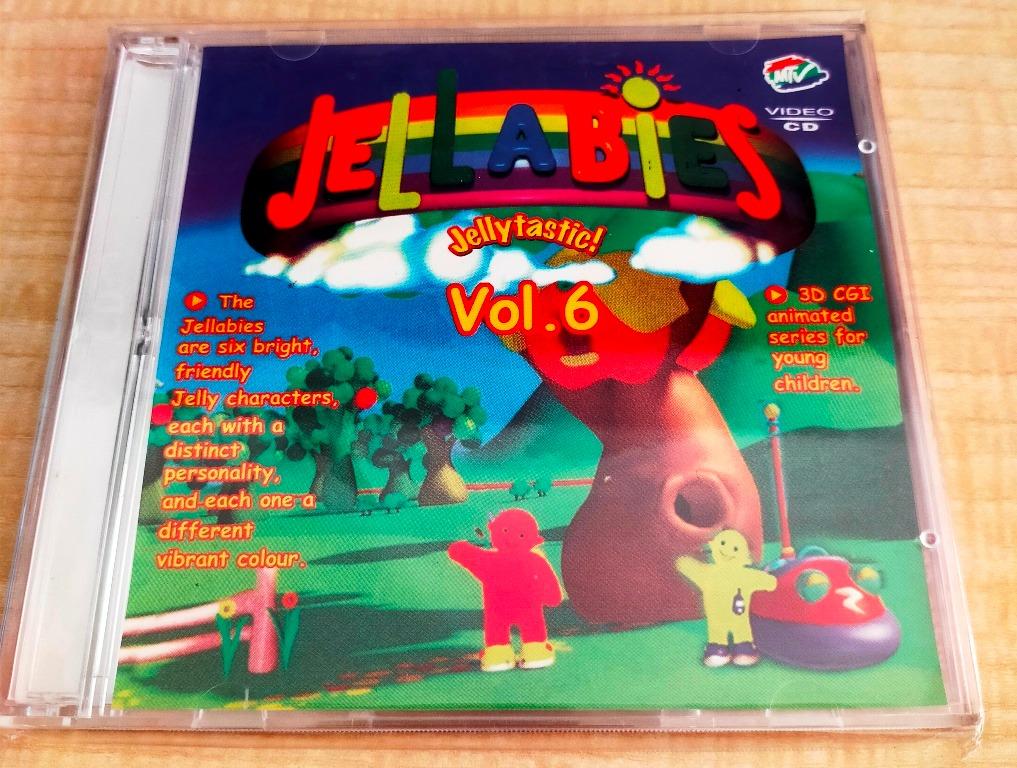 JELLABiES
Jellytastic!
Vol.6
MTV
VIDEO
CD
The
Jellabies
are six bright,
friendly
Jelly characters,
each with a
distinct
personality,
and each one a
different
vibrant colour.
3D CGI
animated
series for
young
children.